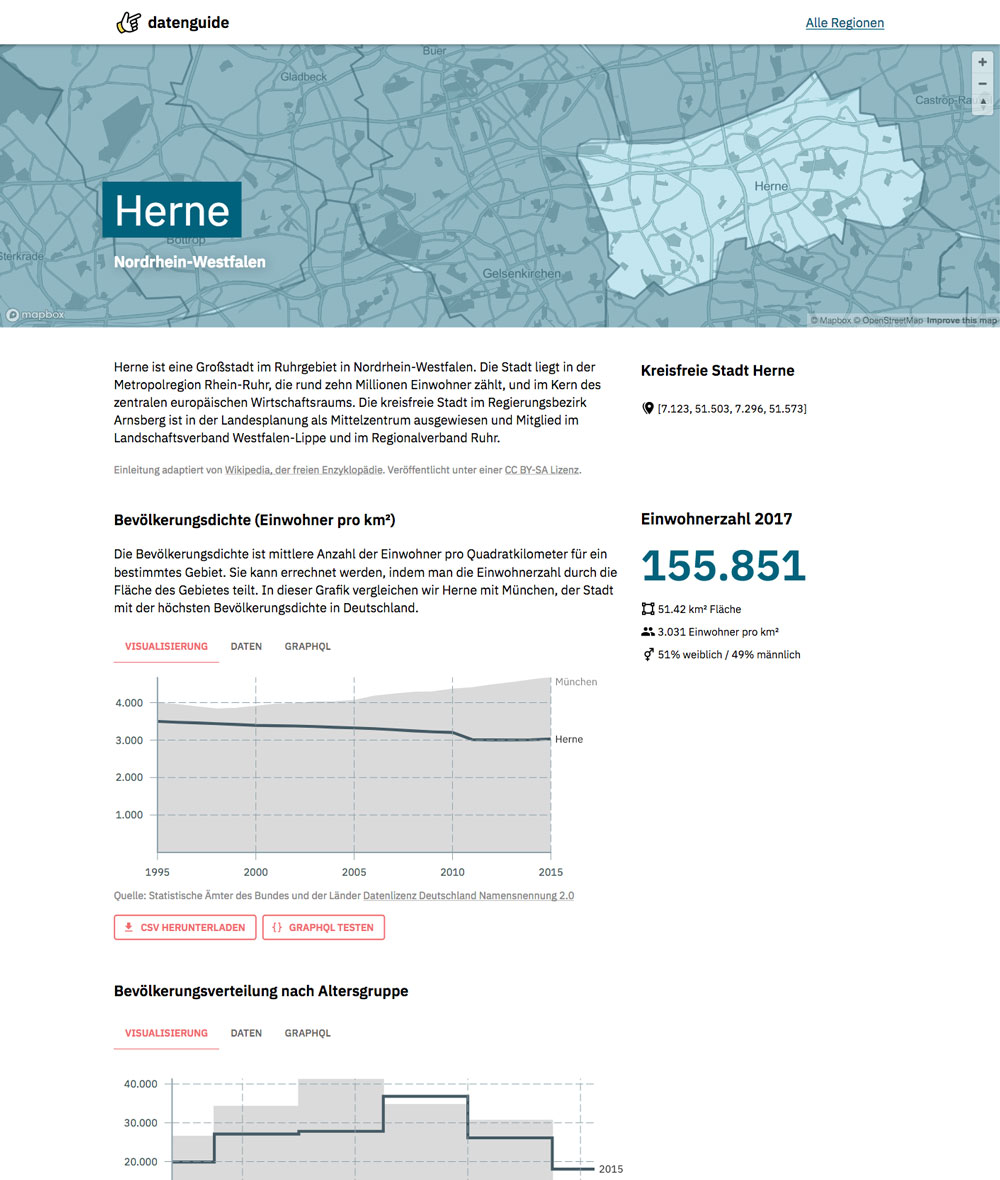 datenguide
Alle Regionen
Buer
Gladbeck
Castrop-Rau
Herne
Herne
Bottrop
Sterkrade
Nordrhein-Westfalen
Gelsenkirchen
mapbox
© Mapbox © OpenStreetMap Improve this map
Herne ist eine Großstadt im Ruhrgebiet in Nordrhein-Westfalen. Die Stadt liegt in der
Metropolregion Rhein-Ruhr, die rund zehn Millionen Einwohner zählt, und im Kern des
zentralen europäischen Wirtschaftsraums. Die kreisfreie Stadt im Regierungsbezirk
Arnsberg ist in der Landesplanung als Mittelzentrum ausgewiesen und Mitglied im
Landschaftsverband Westfalen-Lippe und im Regionalverband Ruhr.
Einleitung adaptiert von Wikipedia, der freien Enzyklopädie. Veröffentlicht unter einer CC BY-SA Lizenz.
Kreisfreie Stadt Herne
[7.123, 51.503, 7.296, 51.573]
Bevölkerungsdichte (Einwohner pro km²)
Die Bevölkerungsdichte ist mittlere Anzahl der Einwohner pro Quadratkilometer für ein
bestimmtes Gebiet. Sie kann errechnet werden, indem man die Einwohnerzahl durch die
Fläche des Gebietes teilt. In dieser Grafik vergleichen wir Herne mit München, der Stadt
mit der höchsten Bevölkerungsdichte in Deutschland.
Einwohnerzahl 2017
155.851
51.42 km² Fläche
3.031 Einwohner pro km²
51% weiblich / 49% männlich
VISUALISIERUNG DATEN GRAPHQL
München
4.000
3.000
Herne
2.000
1.000
1995 2000 2005 2010 2015
Quelle: Statistische Ämter des Bundes und der Länder Datenlizenz Deutschland Namensnennung 2.0
CSV HERUNTERLADEN
{} GRAPHQL TESTEN
Bevölkerungsverteilung nach Altersgruppe
VISUALISIERUNG DATEN GRAPHQL
40.000
30.000
20.000
2015